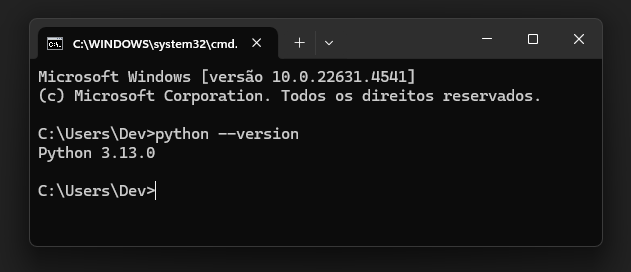 C:\WINDOWS\system32\cmd.
Microsoft Windows [versão 10.0.22631.4541]
(c) Microsoft Corporation. Todos os direitos reservados.
C:\Users\Dev>python --version
Python 3.13.0
C:\Users\Dev>